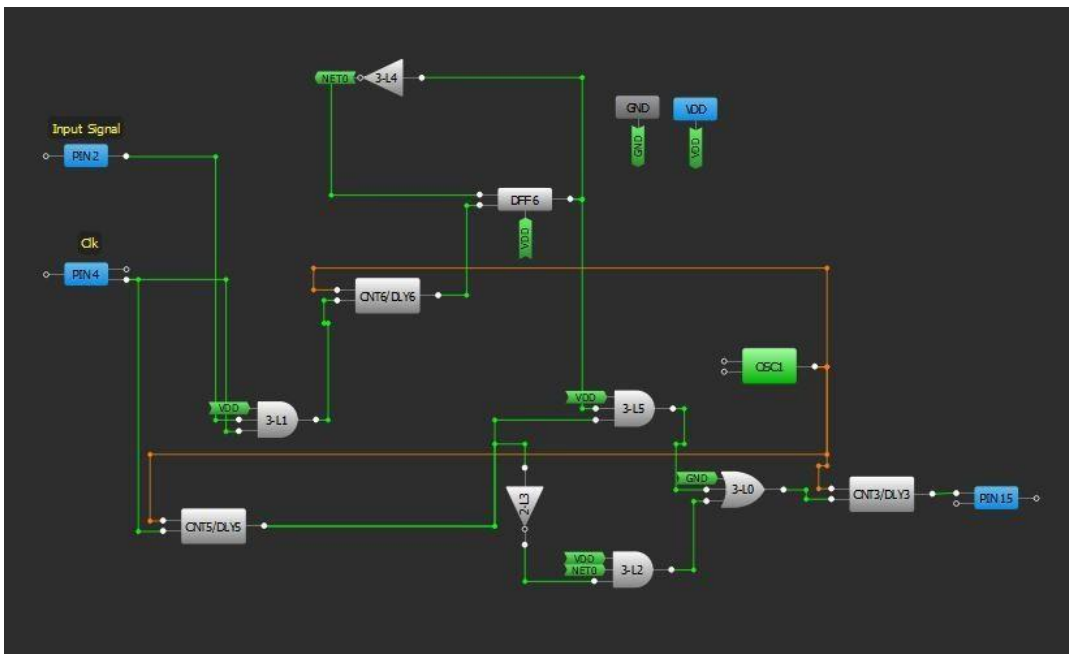 NET0
3-L4
GND
VDD
GND
VDD
Input Signal
PIN 2
DFF 6
VDD
Clk
PIN 4
CNT6/DLY6
OSC1
VDD
3-L1
VDD
3-L5
GND
3-L0
CNT3/DLY3
PIN 15
2-L3
CNT5/DLY5
VDD
NET0
3-L2